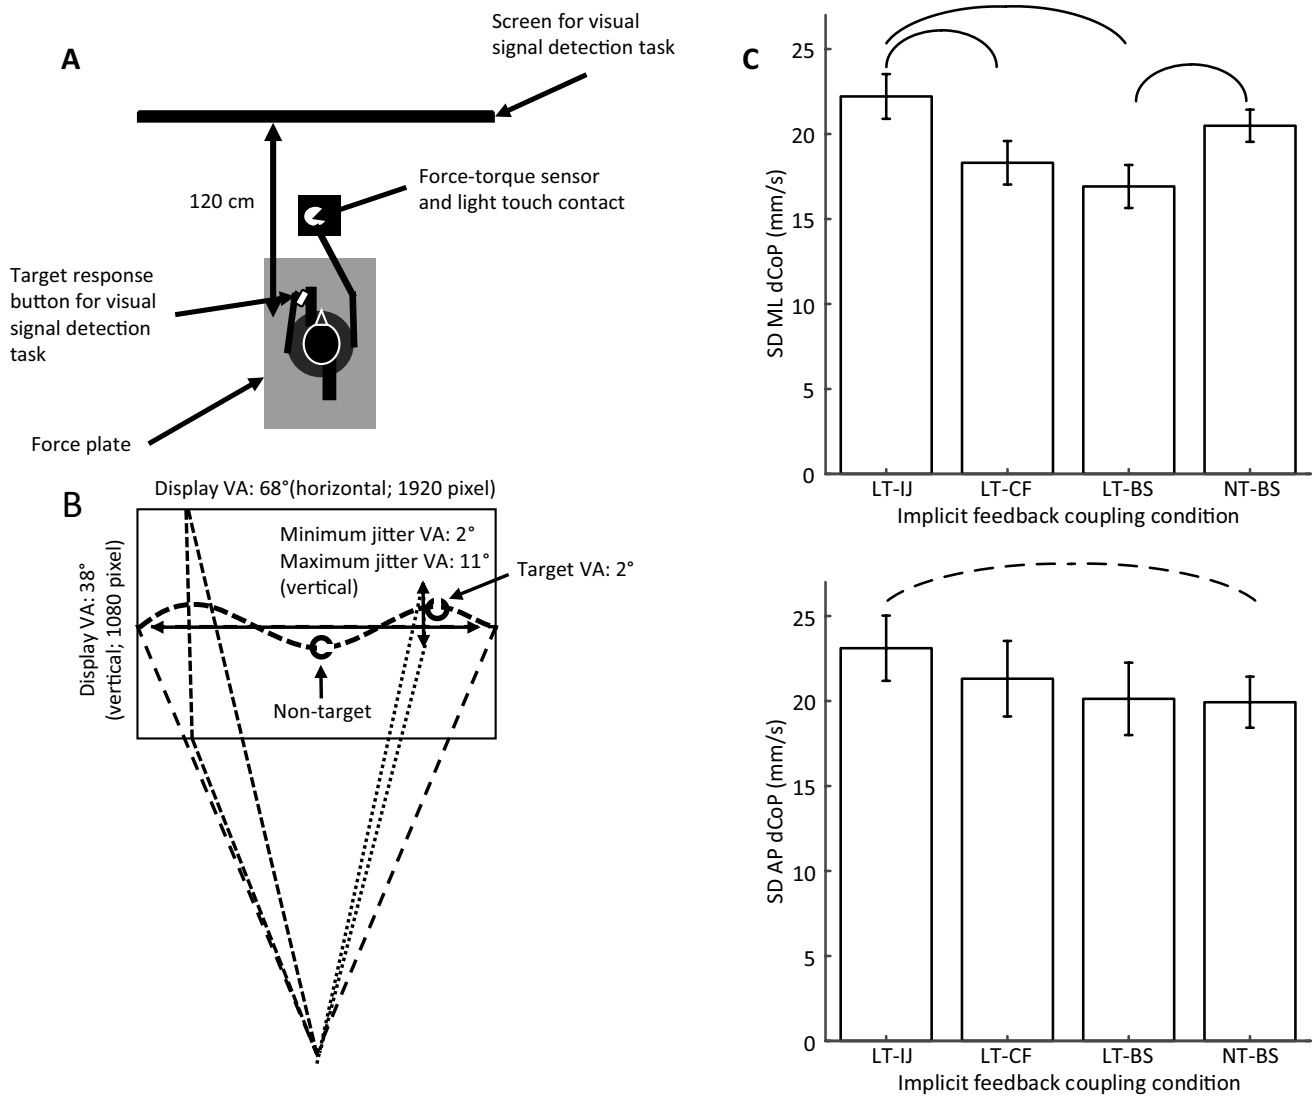 A
Screen for visual
signal detection task
120 cm
Force-torque sensor
and light touch contact
Target response
button for visual
signal detection
task
Force plate
B
Display VA: 68°(horizontal; 1920 pixel)
Display VA: 38°
(vertical; 1080 pixel)
Minimum jitter VA: 2°
Maximum jitter VA: 11°
(vertical)
Target VA: 2°
Non-target
C
SD ML dCoP (mm/s)
25
20
15
10
5
0
LT-IJ LT-CF LT-BS NT-BS
Implicit feedback coupling condition
SD AP dCoP (mm/s)
25
20
15
10
5
0
LT-IJ LT-CF LT-BS NT-BS
Implicit feedback coupling condition